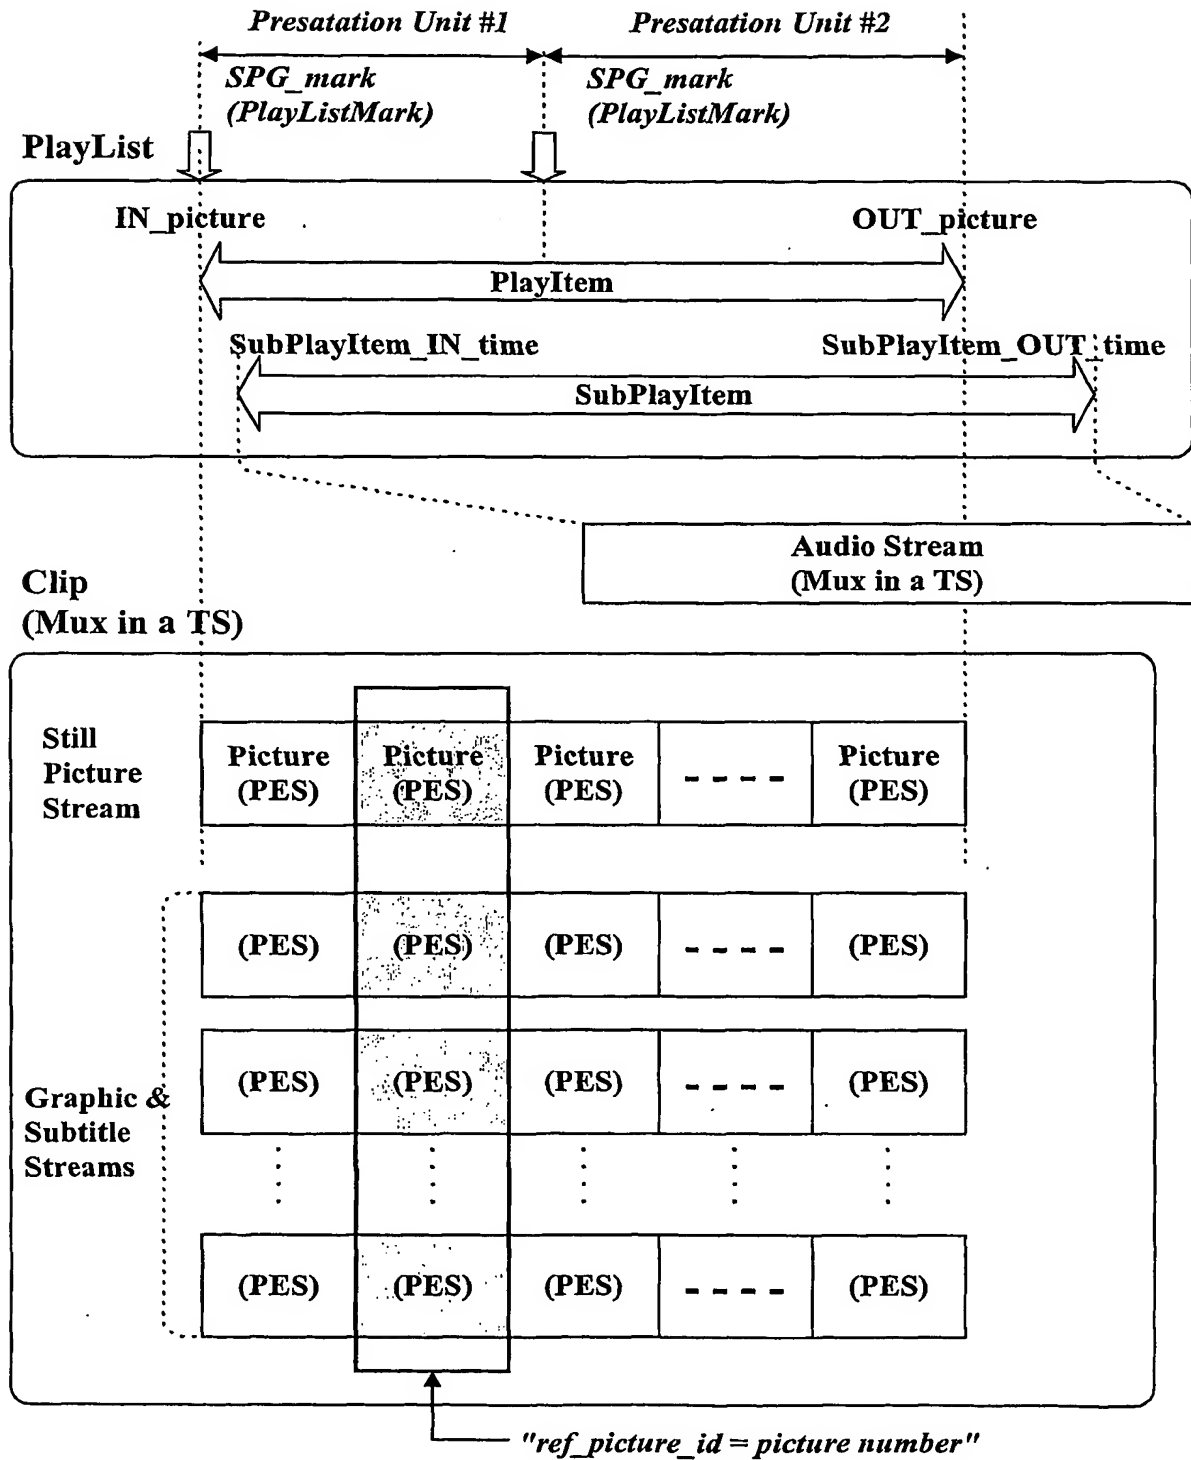 Presatation Unit #1
Presatation Unit #2
SPG_mark
(PlayListMark)
SPG_mark
(PlayListMark)
PlayList
IN_picture
OUT_picture
PlayItem
SubPlayItem_IN_time
SubPlayItem_OUT_time
SubPlayItem
Audio Stream
(Mux in a TS)
Clip
(Mux in a TS)
Still
Picture
Stream
Picture
(PES)
Picture
(PES)
Picture
(PES)
Picture
(PES)
(PES)
(PES)
(PES)
(PES)
Graphic &
Subtitle
Streams
(PES)
(PES)
(PES)
(PES)
(PES)
(PES)
(PES)
(PES)
"ref_picture_id = picture number"